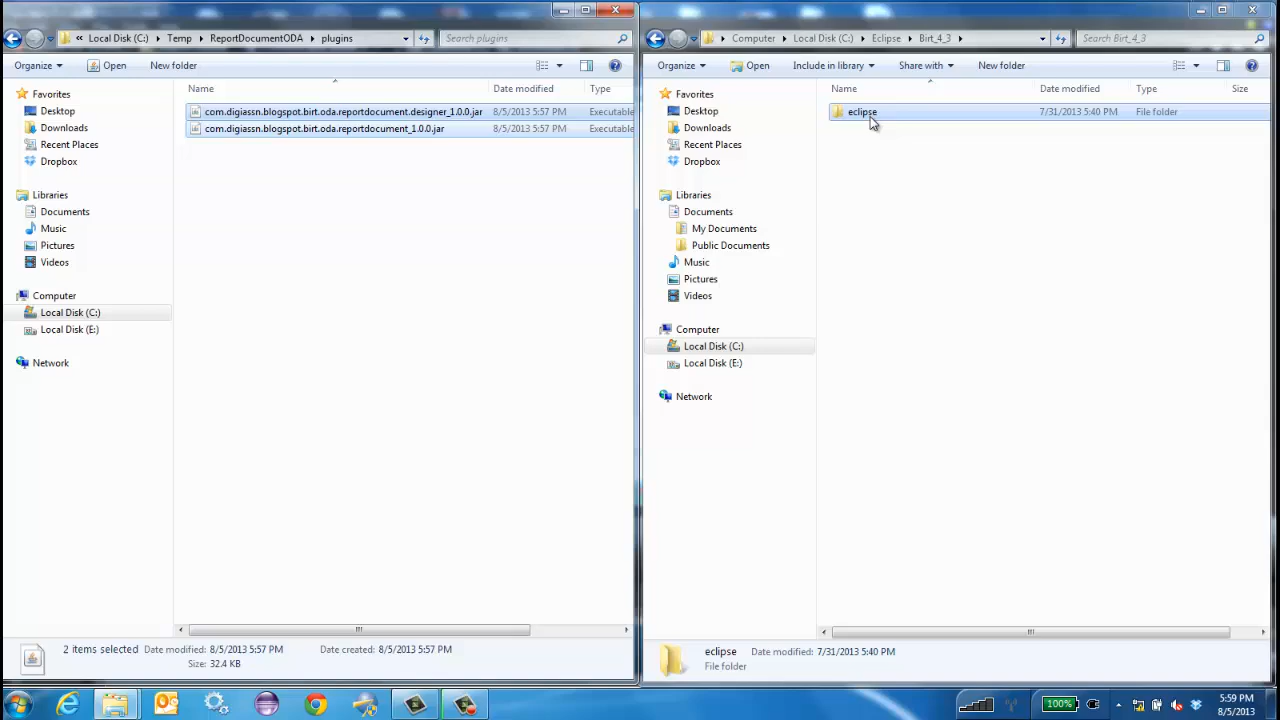 « Local Disk (C:) Temp ReportDocumentODA plugins
Search plugins
Organize Open New folder
Favorites
Desktop
Downloads
Recent Places
Dropbox
Libraries
Documents
Music
Pictures
Videos
Computer
Local Disk (C:)
Local Disk (E:)
Network
Name Date modified Type
com.digiassn.blogspot.birt.oda.reportdocument.designer_1.0.0.jar 8/5/2013 5:57 PM Executable
com.digiassn.blogspot.birt.oda.reportdocument_1.0.0.jar 8/5/2013 5:57 PM Executable
2 items selected Date modified: 8/5/2013 5:57 PM Date created: 8/5/2013 5:57 PM
Size: 32.4 KB
Computer Local Disk (C:) Eclipse Birt_4_3
Search Birt_4_3
Organize Open Include in library Share with New folder
Favorites
Desktop
Downloads
Recent Places
Dropbox
Libraries
Documents
My Documents
Public Documents
Music
Pictures
Videos
Computer
Local Disk (C:)
Local Disk (E:)
Network
Name Date modified Type Size
eclipse 7/31/2013 5:40 PM File folder
eclipse Date modified: 7/31/2013 5:40 PM
File folder
100%
5:59 PM
8/5/2013